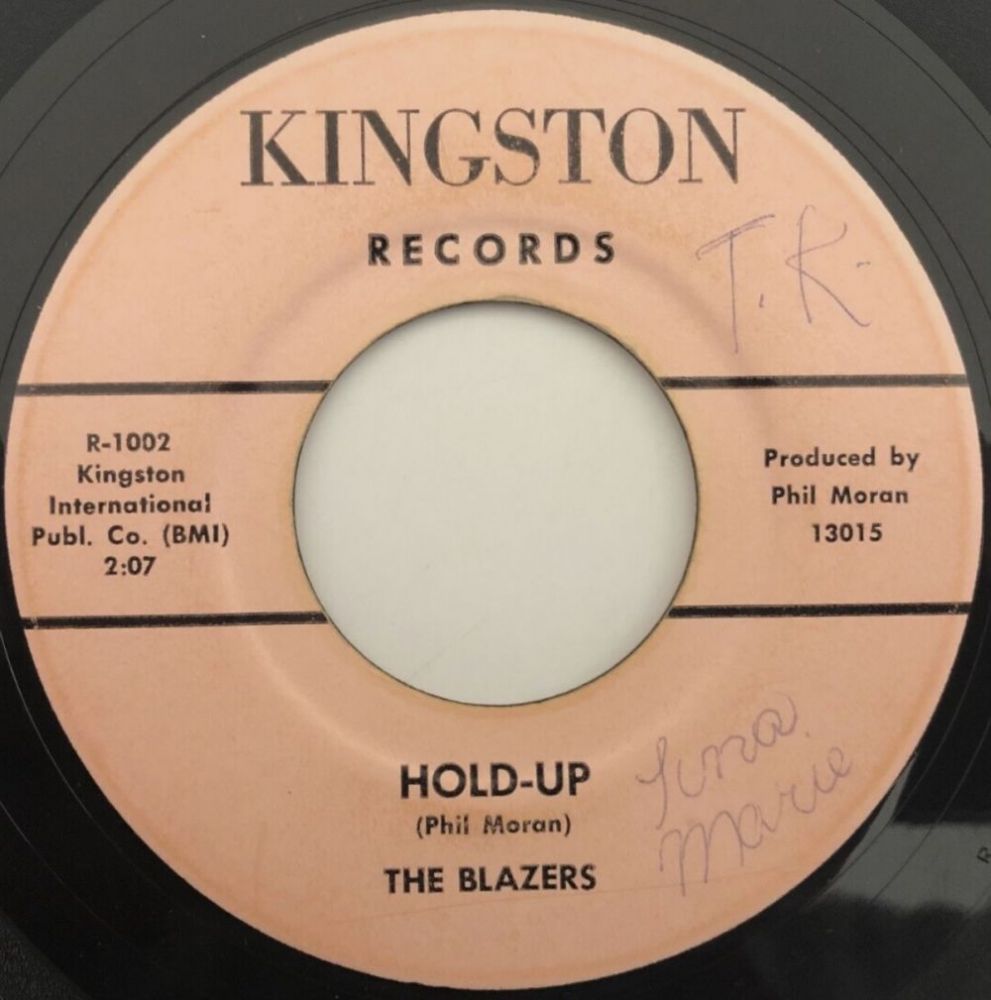 KINGSTON
RECORDS
T. K.
R-1002
Kingston
International
Publ. Co. (BMI)
2:07
Produced by
Phil Moran
13015
HOLD-UP
(Phil Moran)
THE BLAZERS
Marie